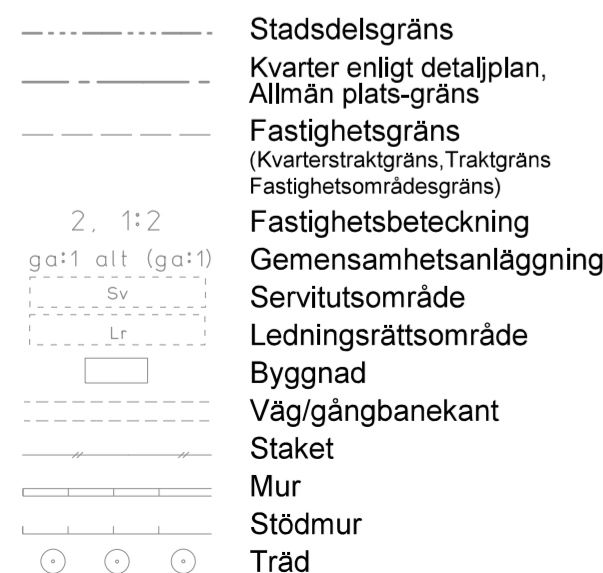 Stadsdelsgräns
Kvarter enligt detaljplan,
Allmän plats-gräns
Fastighetsgräns
(Kvarterstraktgräns,Traktgräns
Fastighetsområdesgräns)
2, 1:2 Fastighetsbeteckning
ga:1 alt (ga:1) Gemensamhetsanläggning
Sv Servitutsområde
Lr Ledningsrättsområde
Byggnad
Väg/gångbanekant
Staket
Mur
Stödmur
Träd